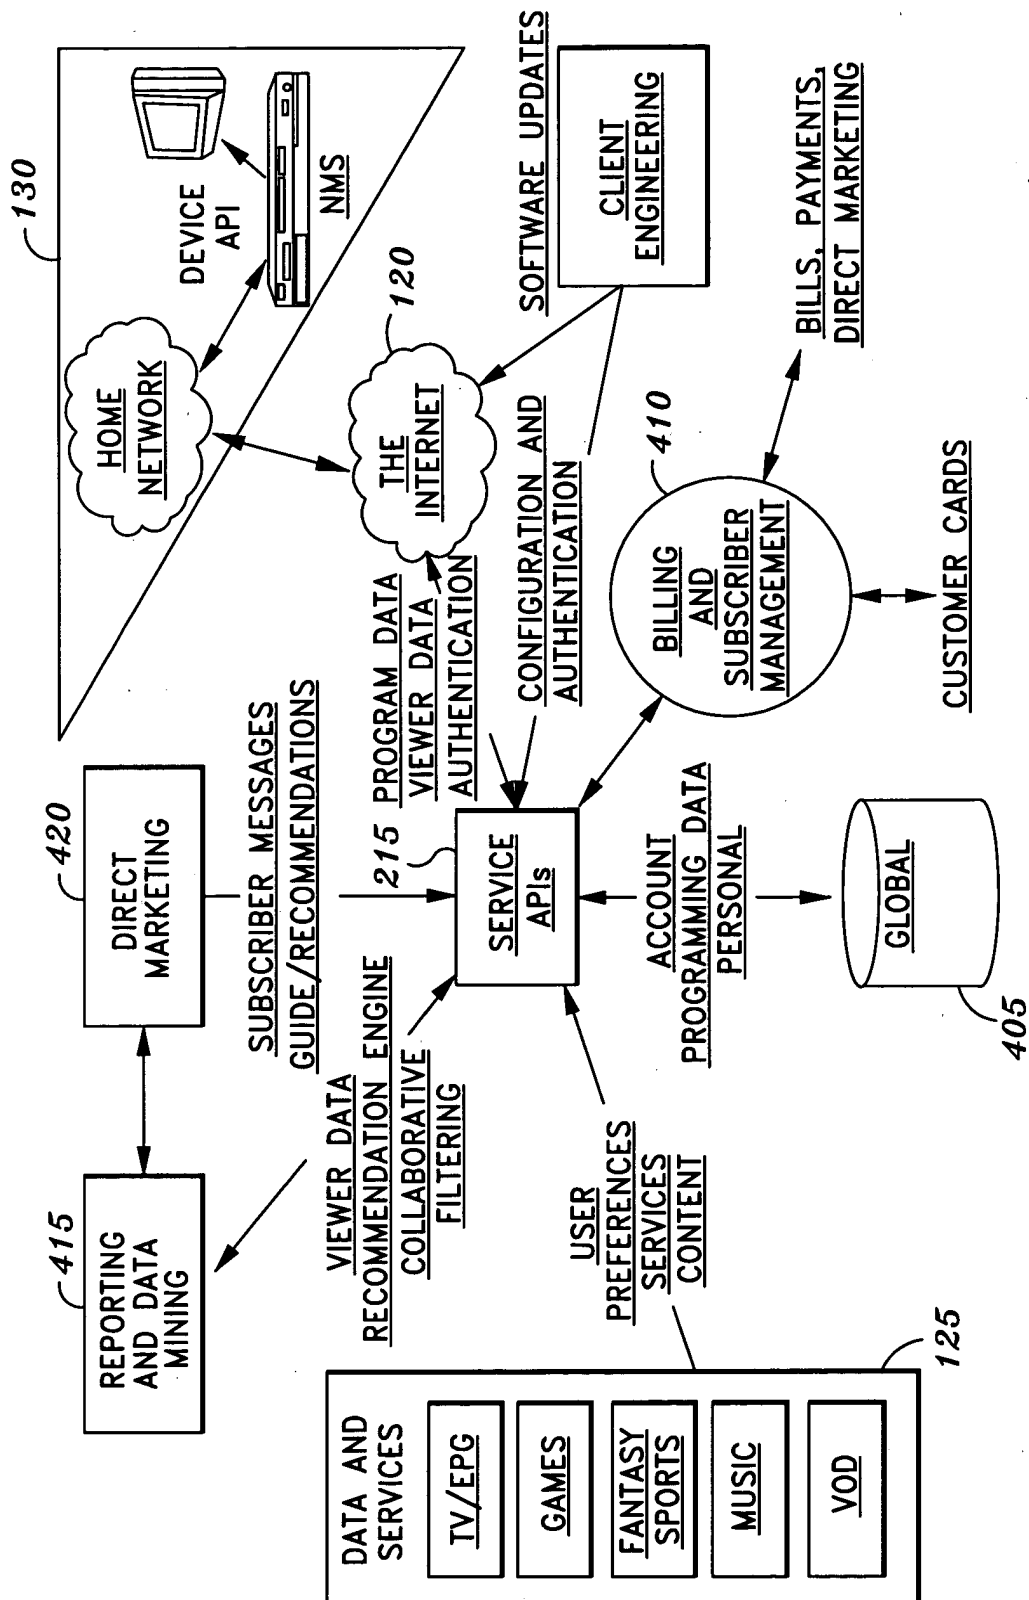 415
REPORTING
AND DATA
MINING
420
DIRECT
MARKETING
130
HOME
NETWORK
DEVICE
API
NMS
SUBSCRIBER MESSAGES
GUIDE/RECOMMENDATIONS
VIEWER DATA
RECOMMENDATION ENGINE
COLLABORATIVE
FILTERING
215
SERVICE
APIs
PROGRAM DATA
VIEWER DATA
AUTHENTICATION
120
THE
INTERNET
SOFTWARE UPDATES
CLIENT
ENGINEERING
CONFIGURATION AND
AUTHENTICATION
DATA AND
SERVICES
TV/EPG
GAMES
FANTASY
SPORTS
MUSIC
VOD
125
USER
PREFERENCES
SERVICES
CONTENT
ACCOUNT
PROGRAMMING DATA
PERSONAL
GLOBAL
405
410
BILLING
AND
SUBSCRIBER
MANAGEMENT
BILLS, PAYMENTS,
DIRECT MARKETING
CUSTOMER CARDS